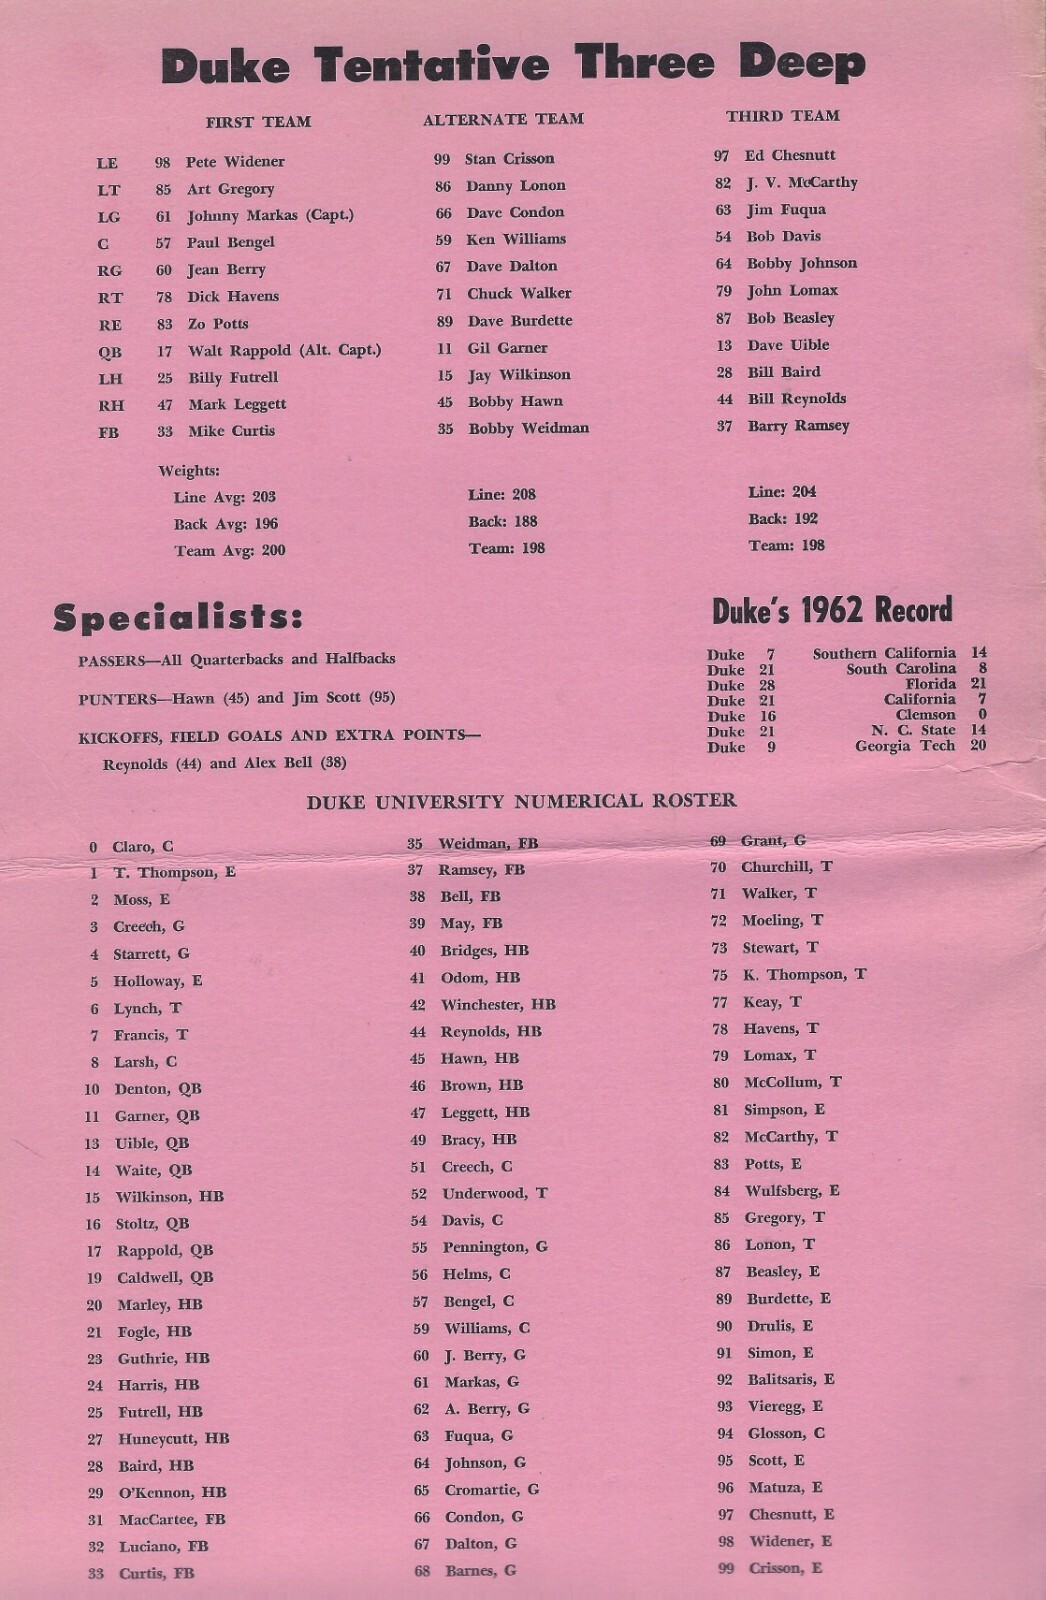 Duke Tentative Three Deep
FIRST TEAM ALTERNATE TEAM THIRD TEAM
LE 98 Pete Widener 99 Stan Crisson 97 Ed Chesnutt
LT 85 Art Gregory 86 Danny Lonon 82 J. V. McCarthy
LG 61 Johnny Markas (Capt.) 66 Dave Condon 63 Jim Fuqua
C 57 Paul Bengel 59 Ken Williams 54 Bob Davis
RG 60 Jean Berry 67 Dave Dalton 64 Bobby Johnson
RT 78 Dick Havens 71 Chuck Walker 79 John Lomax
RE 83 Zo Potts 89 Dave Burdette 87 Bob Beasley
QB 17 Walt Rappold (Alt. Capt.) 11 Gil Garner 13 Dave Uible
LH 25 Billy Futrell 15 Jay Wilkinson 28 Bill Baird
RH 47 Mark Leggett 45 Bobby Hawn 44 Bill Reynolds
FB 33 Mike Curtis 35 Bobby Weidman 37 Barry Ramsey
Weights:
Line Avg: 203 Line: 208 Line: 204
Back Avg: 196 Back: 188 Back: 192
Team Avg: 200 Team: 198 Team: 198
Specialists:
PASSERS—All Quarterbacks and Halfbacks
PUNTERS—Hawn (45) and Jim Scott (95)
KICKOFFS, FIELD GOALS AND EXTRA POINTS—
Reynolds (44) and Alex Bell (38)
Duke's 1962 Record
Duke 7 Southern California 14
Duke 21 South Carolina 8
Duke 28 Florida 21
Duke 21 California 7
Duke 16 Clemson 0
Duke 21 N. C. State 14
Duke 9 Georgia Tech 20
DUKE UNIVERSITY NUMERICAL ROSTER
0 Claro, C
1 T. Thompson, E
2 Moss, E
3 Creech, G
4 Starrett, G
5 Holloway, E
6 Lynch, T
7 Francis, T
8 Larsh, C
10 Denton, QB
11 Garner, QB
13 Uible, QB
14 Waite, QB
15 Wilkinson, HB
16 Stoltz, QB
17 Rappold, QB
19 Caldwell, QB
20 Marley, HB
21 Fogle, HB
23 Guthrie, HB
24 Harris, HB
25 Futrell, HB
27 Huneycutt, HB
28 Baird, HB
29 O'Kennon, HB
31 MacCartee, FB
32 Luciano, FB
33 Curtis, FB
35 Weidman, FB
37 Ramsey, FB
38 Bell, FB
39 May, FB
40 Bridges, HB
41 Odom, HB
42 Winchester, HB
44 Reynolds, HB
45 Hawn, HB
46 Brown, HB
47 Leggett, HB
49 Bracy, HB
51 Creech, C
52 Underwood, T
54 Davis, C
55 Pennington, G
56 Helms, C
57 Bengel, C
59 Williams, C
60 J. Berry, G
61 Markas, G
62 A. Berry, G
63 Fuqua, G
64 Johnson, G
65 Cromartie, G
66 Condon, G
67 Dalton, G
68 Barnes, G
69 Grant, G
70 Churchill, T
71 Walker, T
72 Moeling, T
73 Stewart, T
75 K. Thompson, T
77 Keay, T
78 Havens, T
79 Lomax, T
80 McCollum, T
81 Simpson, E
82 McCarthy, T
83 Potts, E
84 Wulfsberg, E
85 Gregory, T
86 Lonon, T
87 Beasley, E
89 Burdette, E
90 Drulis, E
91 Simon, E
92 Balitsaris, E
93 Vieregg, E
94 Glosson, C
95 Scott, E
96 Matuza, E
97 Chesnutt, E
98 Widener, E
99 Crisson, E